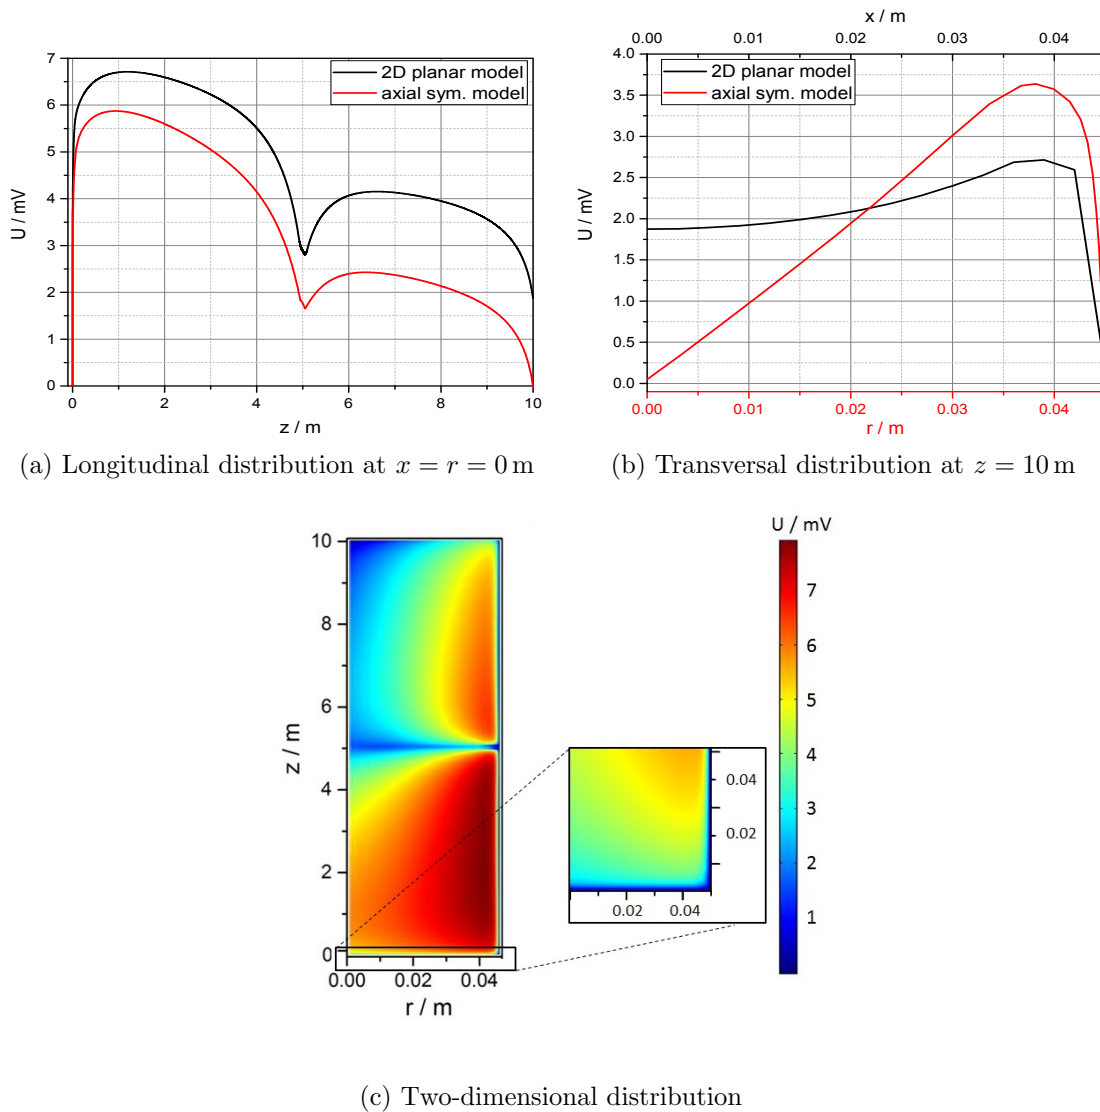 7
6
5
4
3
2
1
0
U / mV
2D planar model
axial sym. model
0 2 4 6 8 10
z / m
(a) Longitudinal distribution at x = r = 0 m
x / m
0.00 0.01 0.02 0.03 0.04
4.0
3.5
3.0
2.5
2.0
1.5
1.0
0.5
0.0
U / mV
2D planar model
axial sym. model
0.00 0.01 0.02 0.03 0.04
r / m
(b) Transversal distribution at z = 10 m
10
8
6
4
2
0
z / m
0.00 0.02 0.04
r / m
0.04
0.02
0.02 0.04
U / mV
7
6
5
4
3
2
1
(c) Two-dimensional distribution